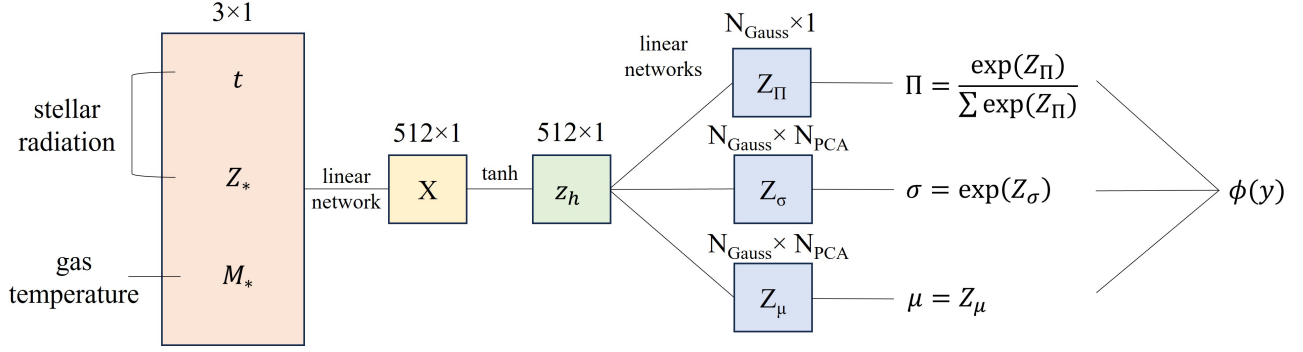 3×1
stellar
radiation
t
Z*
gas
temperature
M*
linear
network
512×1
X
tanh
512×1
z_h
linear
networks
N_Gauss×1
Z_Π
Π = exp(Z_Π) / ∑ exp(Z_Π)
N_Gauss× N_PCA
Z_σ
σ = exp(Z_σ)
N_Gauss× N_PCA
Z_μ
μ = Z_μ
ϕ(y)